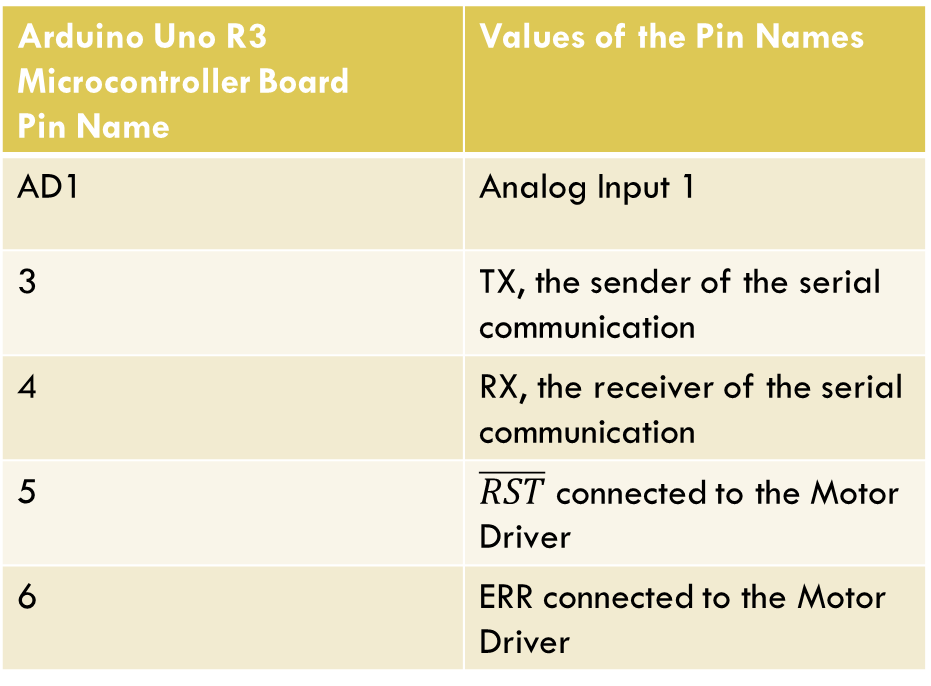 Arduino Uno R3
Microcontroller Board
Pin Name
Values of the Pin Names
AD1
Analog Input 1
3
TX, the sender of the serial
communication
4
RX, the receiver of the serial
communication
5
R̅S̅T̅ connected to the Motor
Driver
6
ERR connected to the Motor
Driver